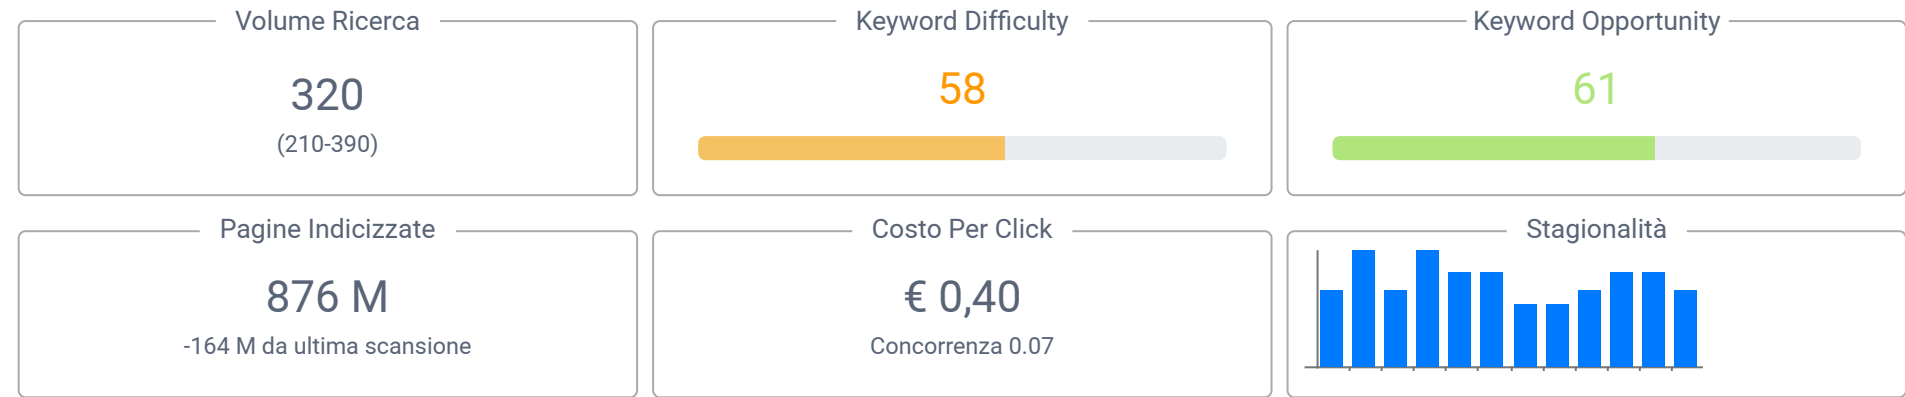 Volume Ricerca
320
(210-390)
Keyword Difficulty
58
Keyword Opportunity
61
Pagine Indicizzate
876 M
-164 M da ultima scansione
Costo Per Click
€ 0,40
Concorrenza 0.07
Stagionalità